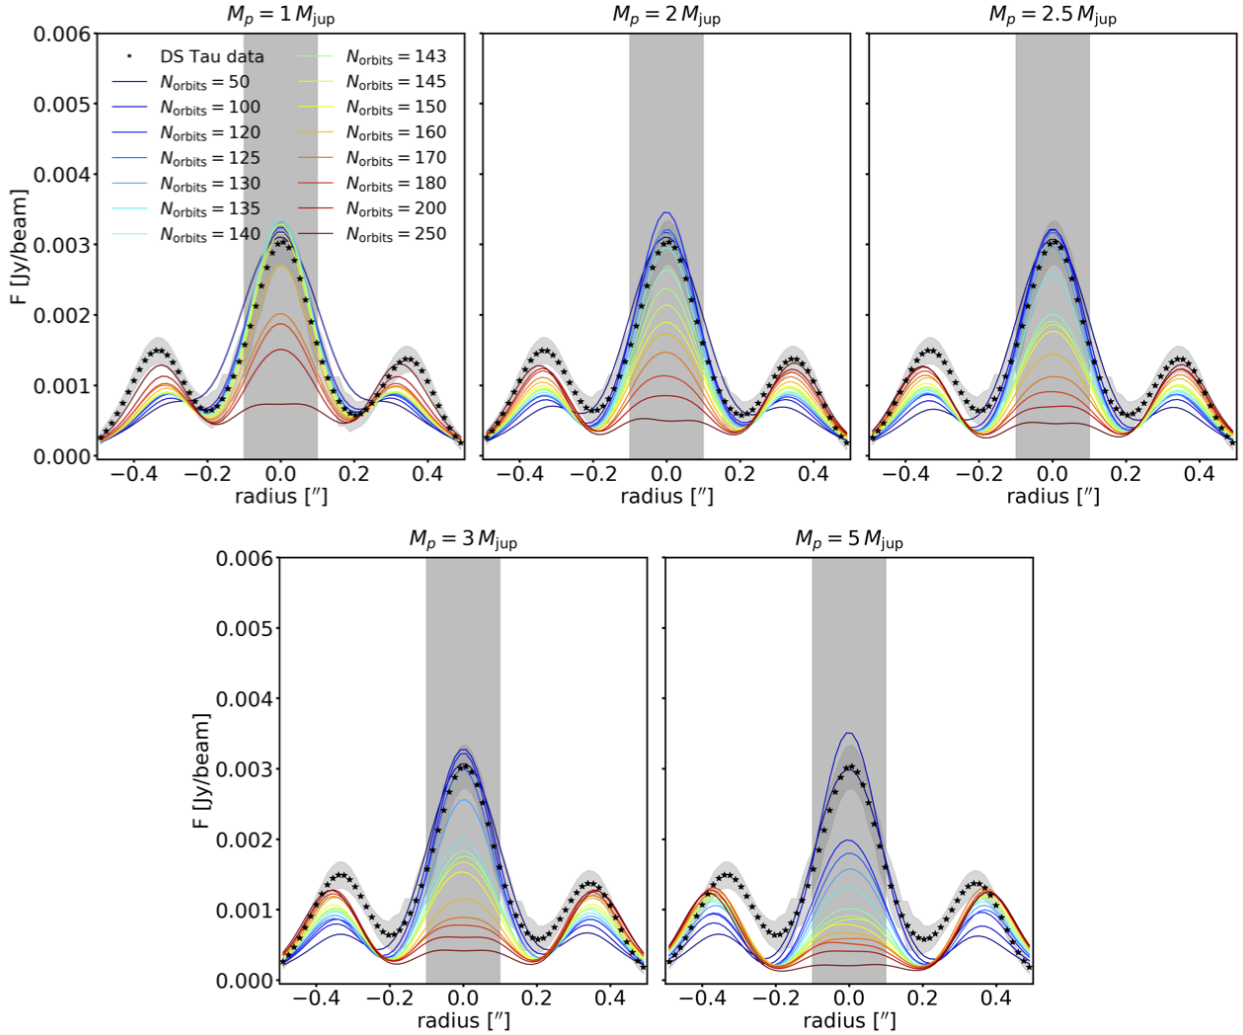 M_p = 1 M_jup
M_p = 2 M_jup
M_p = 2.5 M_jup
F [Jy/beam]
0.006
0.005
0.004
0.003
0.002
0.001
0.000
DS Tau data
N_orbits = 50
N_orbits = 100
N_orbits = 120
N_orbits = 125
N_orbits = 130
N_orbits = 135
N_orbits = 140
N_orbits = 143
N_orbits = 145
N_orbits = 150
N_orbits = 160
N_orbits = 170
N_orbits = 180
N_orbits = 200
N_orbits = 250
−0.4 −0.2 0.0 0.2 0.4
−0.4 −0.2 0.0 0.2 0.4
−0.4 −0.2 0.0 0.2 0.4
radius [″]
radius [″]
radius [″]
M_p = 3 M_jup
M_p = 5 M_jup
F [Jy/beam]
0.006
0.005
0.004
0.003
0.002
0.001
0.000
−0.4 −0.2 0.0 0.2 0.4
−0.4 −0.2 0.0 0.2 0.4
radius [″]
radius [″]